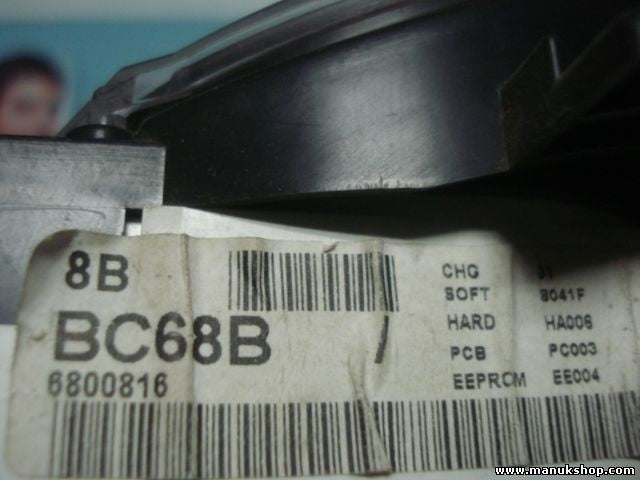 8B
BC68B
6800816
CHG
SOFT 8041F
HARD HA006
PCB PC003
EEPROM EE004
www.manukshop.com